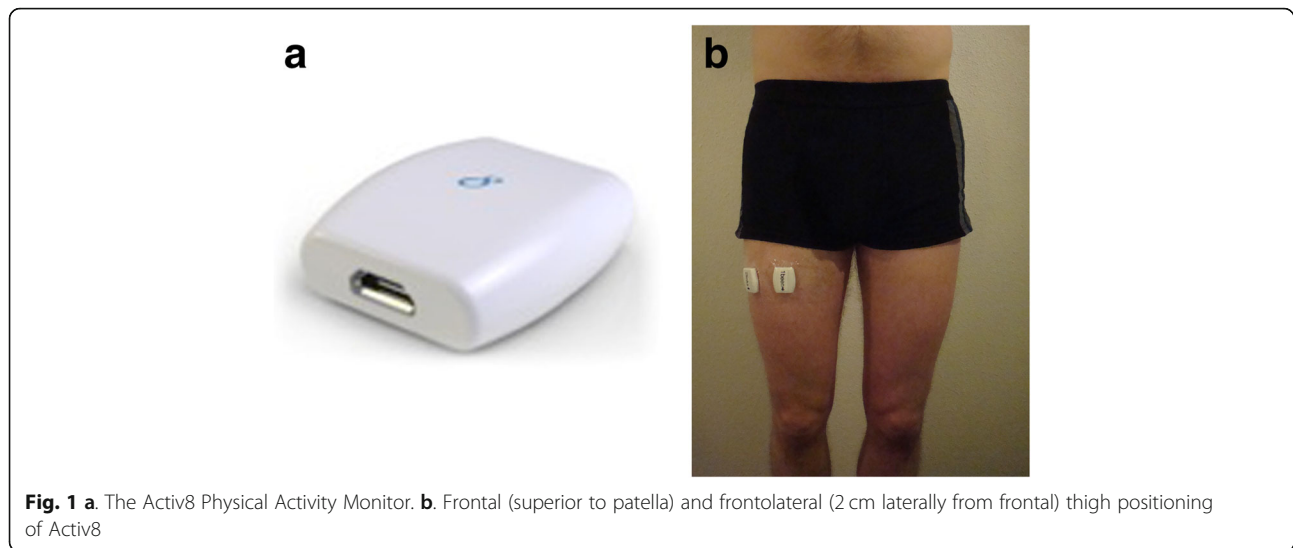 a
b
Fig. 1 a. The Activ8 Physical Activity Monitor. b. Frontal (superior to patella) and frontolateral (2 cm laterally from frontal) thigh positioning
of Activ8